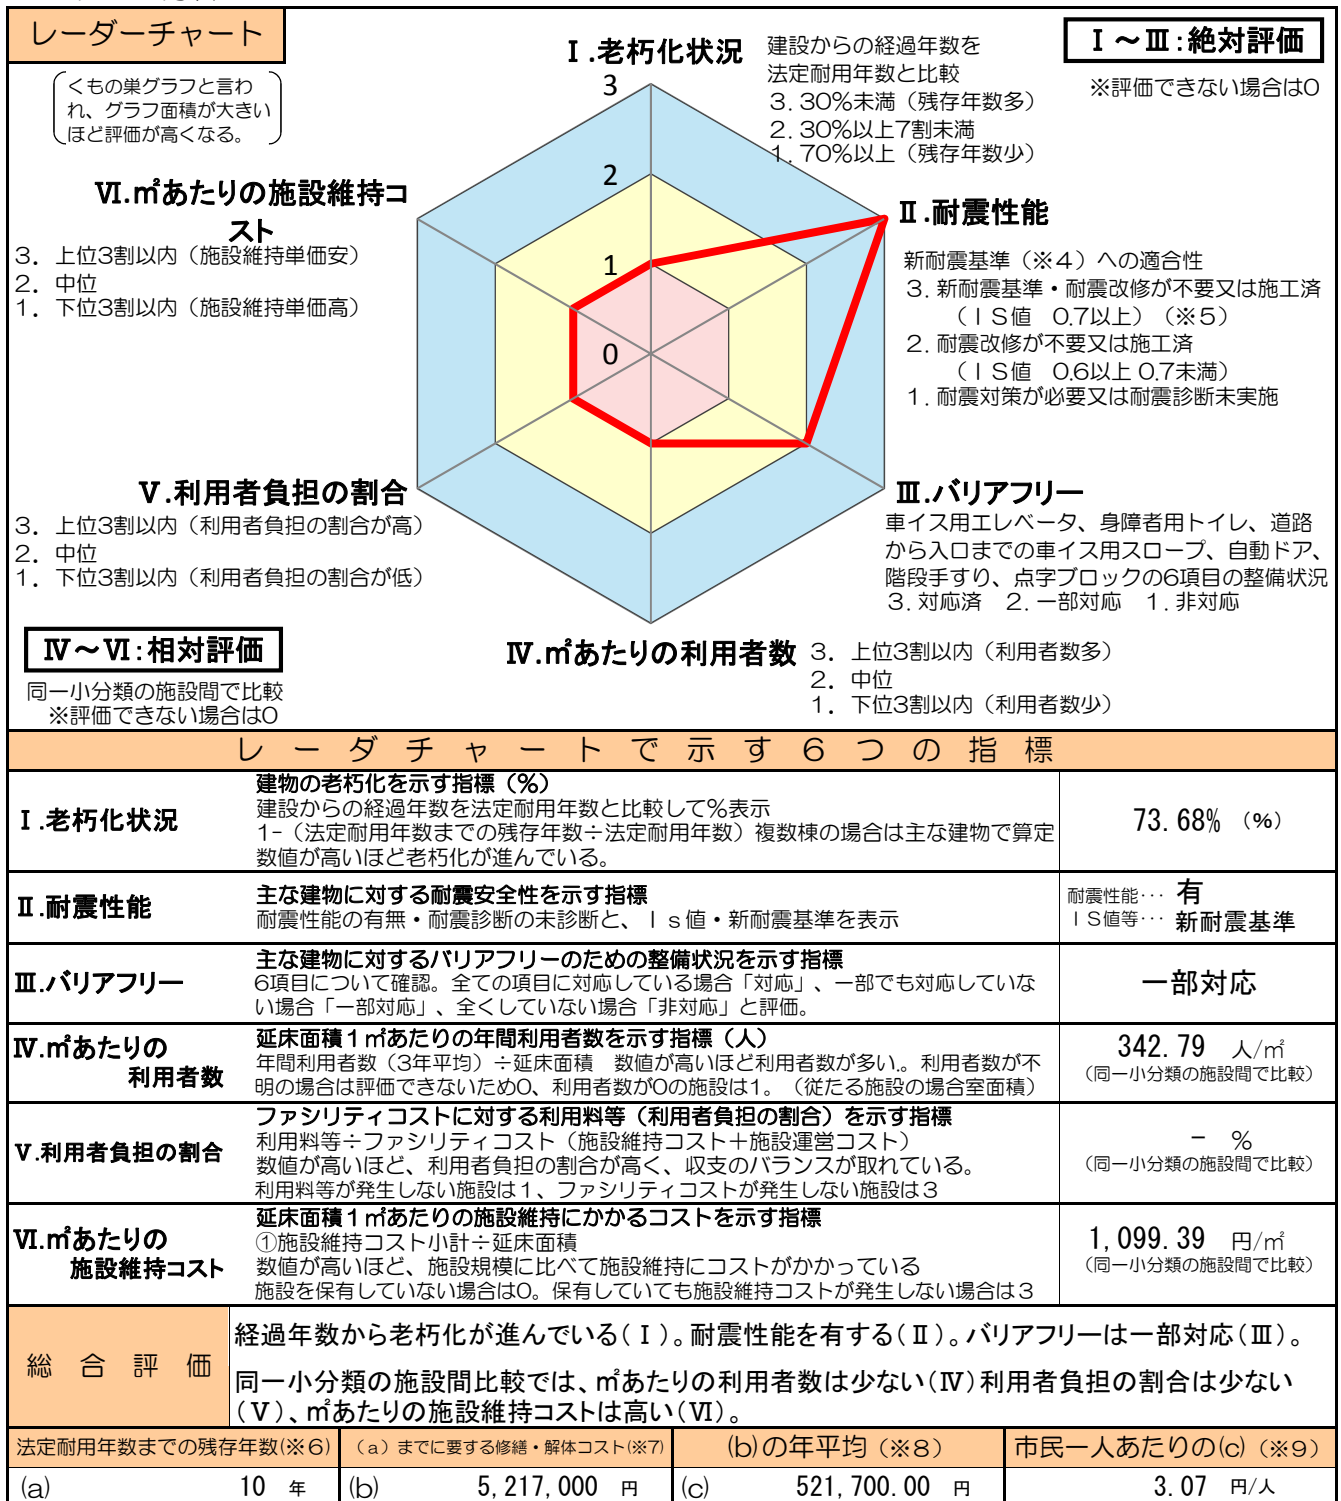 レーダーチャート
くもの巣グラフと言わ
れ、グラフ面積が大きい
ほど評価が高くなる。
Ⅰ～Ⅲ：絶対評価
※評価できない場合は0
Ⅰ.老朽化状況
建設からの経過年数を
法定耐用年数と比較
3. 30%未満（残存年数多）
2. 30%以上7割未満
1. 70%以上（残存年数少）
3
2
1
0
Ⅱ.耐震性能
新耐震基準（※4）への適合性
3. 新耐震基準・耐震改修が不要又は施工済
（ＩＳ値　0.7以上）（※5）
2. 耐震改修が不要又は施工済
（ＩＳ値　0.6以上 0.7未満）
1. 耐震対策が必要又は耐震診断未実施
Ⅵ.㎡あたりの施設維持コ
スト
3. 上位3割以内（施設維持単価安）
2. 中位
1. 下位3割以内（施設維持単価高）
Ⅴ.利用者負担の割合
3. 上位3割以内（利用者負担の割合が高）
2. 中位
1. 下位3割以内（利用者負担の割合が低）
Ⅲ.バリアフリー
車イス用エレベータ、身障者用トイレ、道路
から入口までの車イス用スロープ、自動ドア、
階段手すり、点字ブロックの6項目の整備状況
3. 対応済　2. 一部対応　1. 非対応
Ⅳ～Ⅵ：相対評価
同一小分類の施設間で比較
※評価できない場合は0
Ⅳ.㎡あたりの利用者数
3. 上位3割以内（利用者数多）
2. 中位
1. 下位3割以内（利用者数少）
レーダチャートで示す6つの指標
Ⅰ.老朽化状況
建物の老朽化を示す指標（%）
建設からの経過年数を法定耐用年数と比較して%表示
1-（法定耐用年数までの残存年数÷法定耐用年数）複数棟の場合は主な建物で算定
数値が高いほど老朽化が進んでいる。
73.68%（%）
Ⅱ.耐震性能
主な建物に対する耐震安全性を示す指標
耐震性能の有無・耐震診断の未診断と、Ｉｓ値・新耐震基準を表示
耐震性能… 有
ＩＳ値等… 新耐震基準
Ⅲ.バリアフリー
主な建物に対するバリアフリーのための整備状況を示す指標
6項目について確認。全ての項目に対応している場合「対応」、一部でも対応していな
い場合「一部対応」、全くしていない場合「非対応」と評価。
一部対応
Ⅳ.㎡あたりの
利用者数
延床面積1㎡あたりの年間利用者数を示す指標（人）
年間利用者数（3年平均）÷延床面積　数値が高いほど利用者数が多い。利用者数が不
明の場合は評価できないため0、利用者数が0の施設は1。（従たる施設の場合室面積）
342.79　人/㎡
（同一小分類の施設間で比較）
Ⅴ.利用者負担の割合
ファシリティコストに対する利用料等（利用者負担の割合）を示す指標
利用料等÷ファシリティコスト（施設維持コスト＋施設運営コスト）
数値が高いほど、利用者負担の割合が高く、収支のバランスが取れている。
利用料等が発生しない施設は１、ファシリティコストが発生しない施設は３
-　%
（同一小分類の施設間で比較）
Ⅵ.㎡あたりの
施設維持コスト
延床面積1㎡あたりの施設維持にかかるコストを示す指標
①施設維持コスト小計÷延床面積
数値が高いほど、施設規模に比べて施設維持にコストがかかっている
施設を保有していない場合は0。保有していても施設維持コストが発生しない場合は３
1,099.39　円/㎡
（同一小分類の施設間で比較）
総合評価
経過年数から老朽化が進んでいる(Ⅰ)。耐震性能を有する(Ⅱ)。バリアフリーは一部対応(Ⅲ)。
同一小分類の施設間比較では、㎡あたりの利用者数は少ない(Ⅳ)利用者負担の割合は少ない
(Ⅴ)、㎡あたりの施設維持コストは高い(Ⅵ)。
法定耐用年数までの残存年数(※6)
（a）までに要する修繕・解体コスト(※7)
(b)の年平均（※8）
市民一人あたりの(c)（※9）
(a)　10 年
(b)　5,217,000 円
(c)　521,700.00 円
3.07 円/人